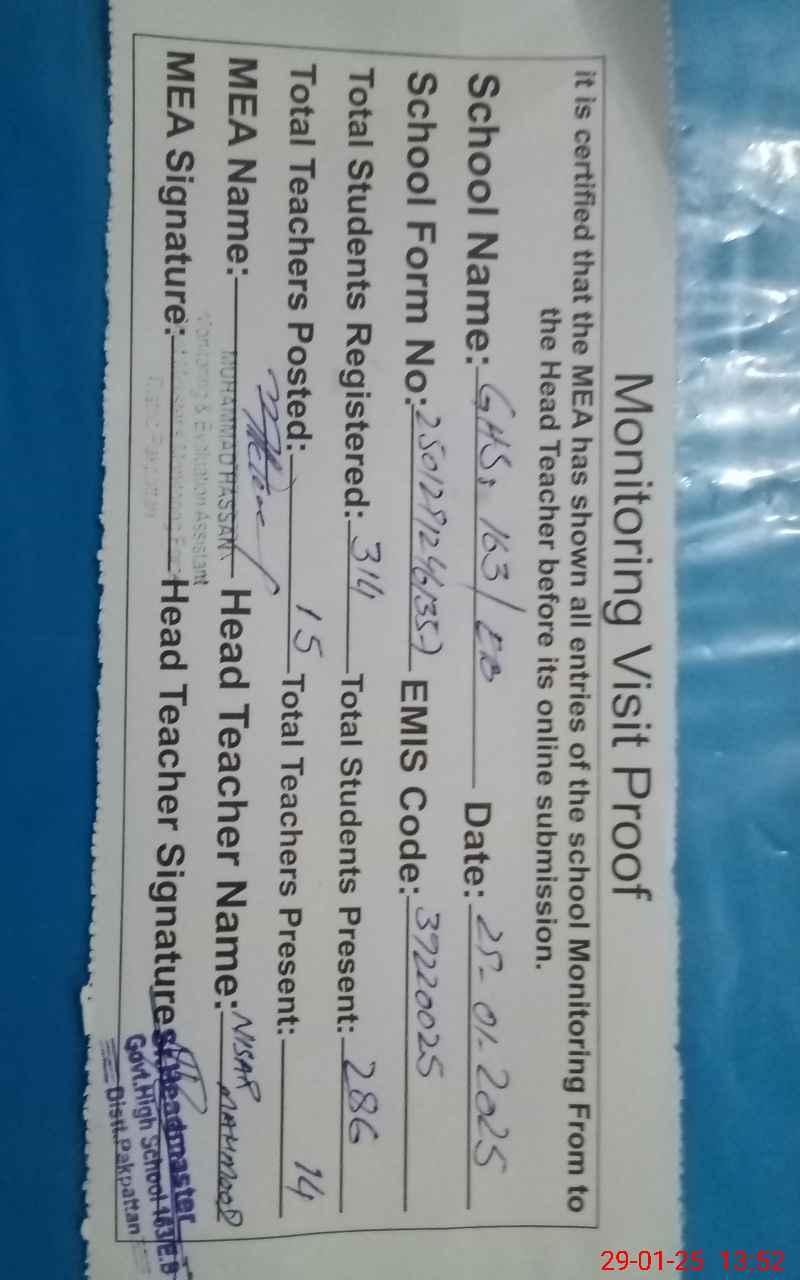 Monitoring Visit Proof
it is certified that the MEA has shown all entries of the school Monitoring From to
the Head Teacher before its online submission.
School Name: GHS: 163/EB Date: 28-01-2025
School Form No: EMIS Code: 39220025
Total Students Registered: 314 Total Students Present: 286
Total Teachers Posted: 15 Total Teachers Present: 14
MEA Name: MUHAMMAD HASSAN Head Teacher Name: NISAR MAHMOOD
Monitoring & Evaluation Assistant
MEA Signature: Head Teacher Signature
Sr. Headmaster
Govt. High School 163/E.B
Distt. Pakpattan
29-01-25 13:52